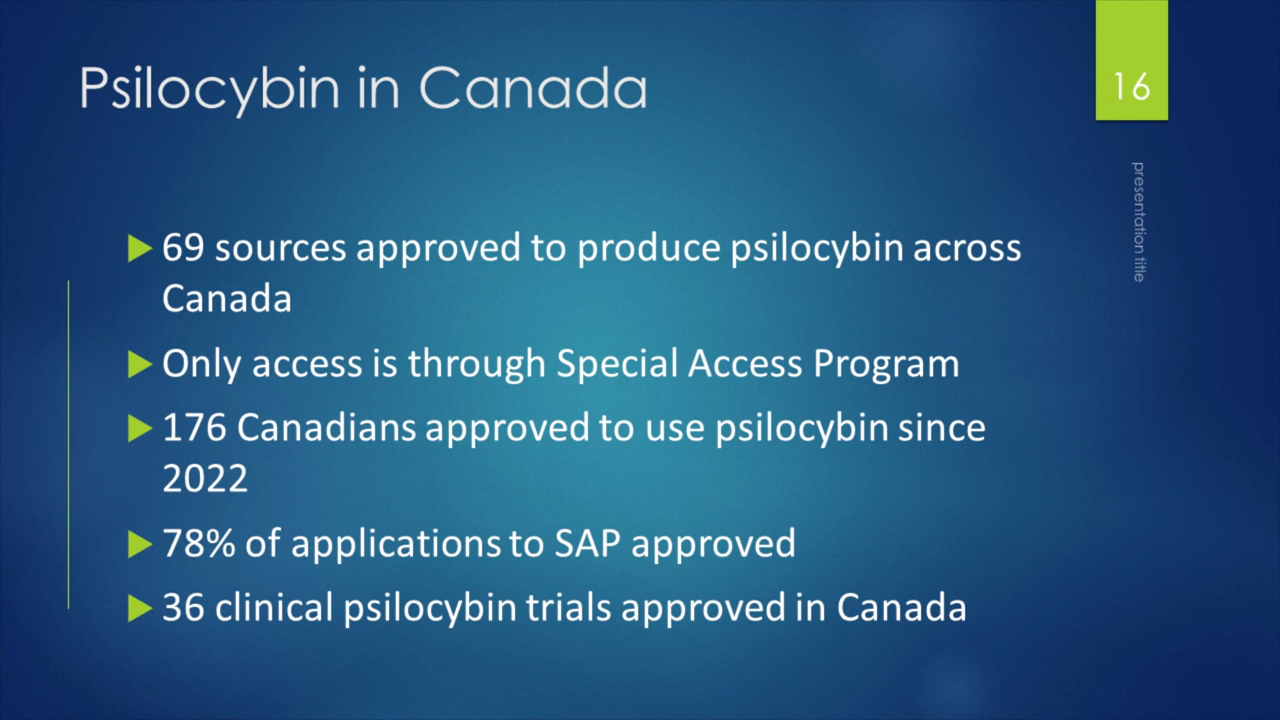 Psilocybin in Canada
16
presentation title
69 sources approved to produce psilocybin across
Canada
Only access is through Special Access Program
176 Canadians approved to use psilocybin since
2022
78% of applications to SAP approved
36 clinical psilocybin trials approved in Canada